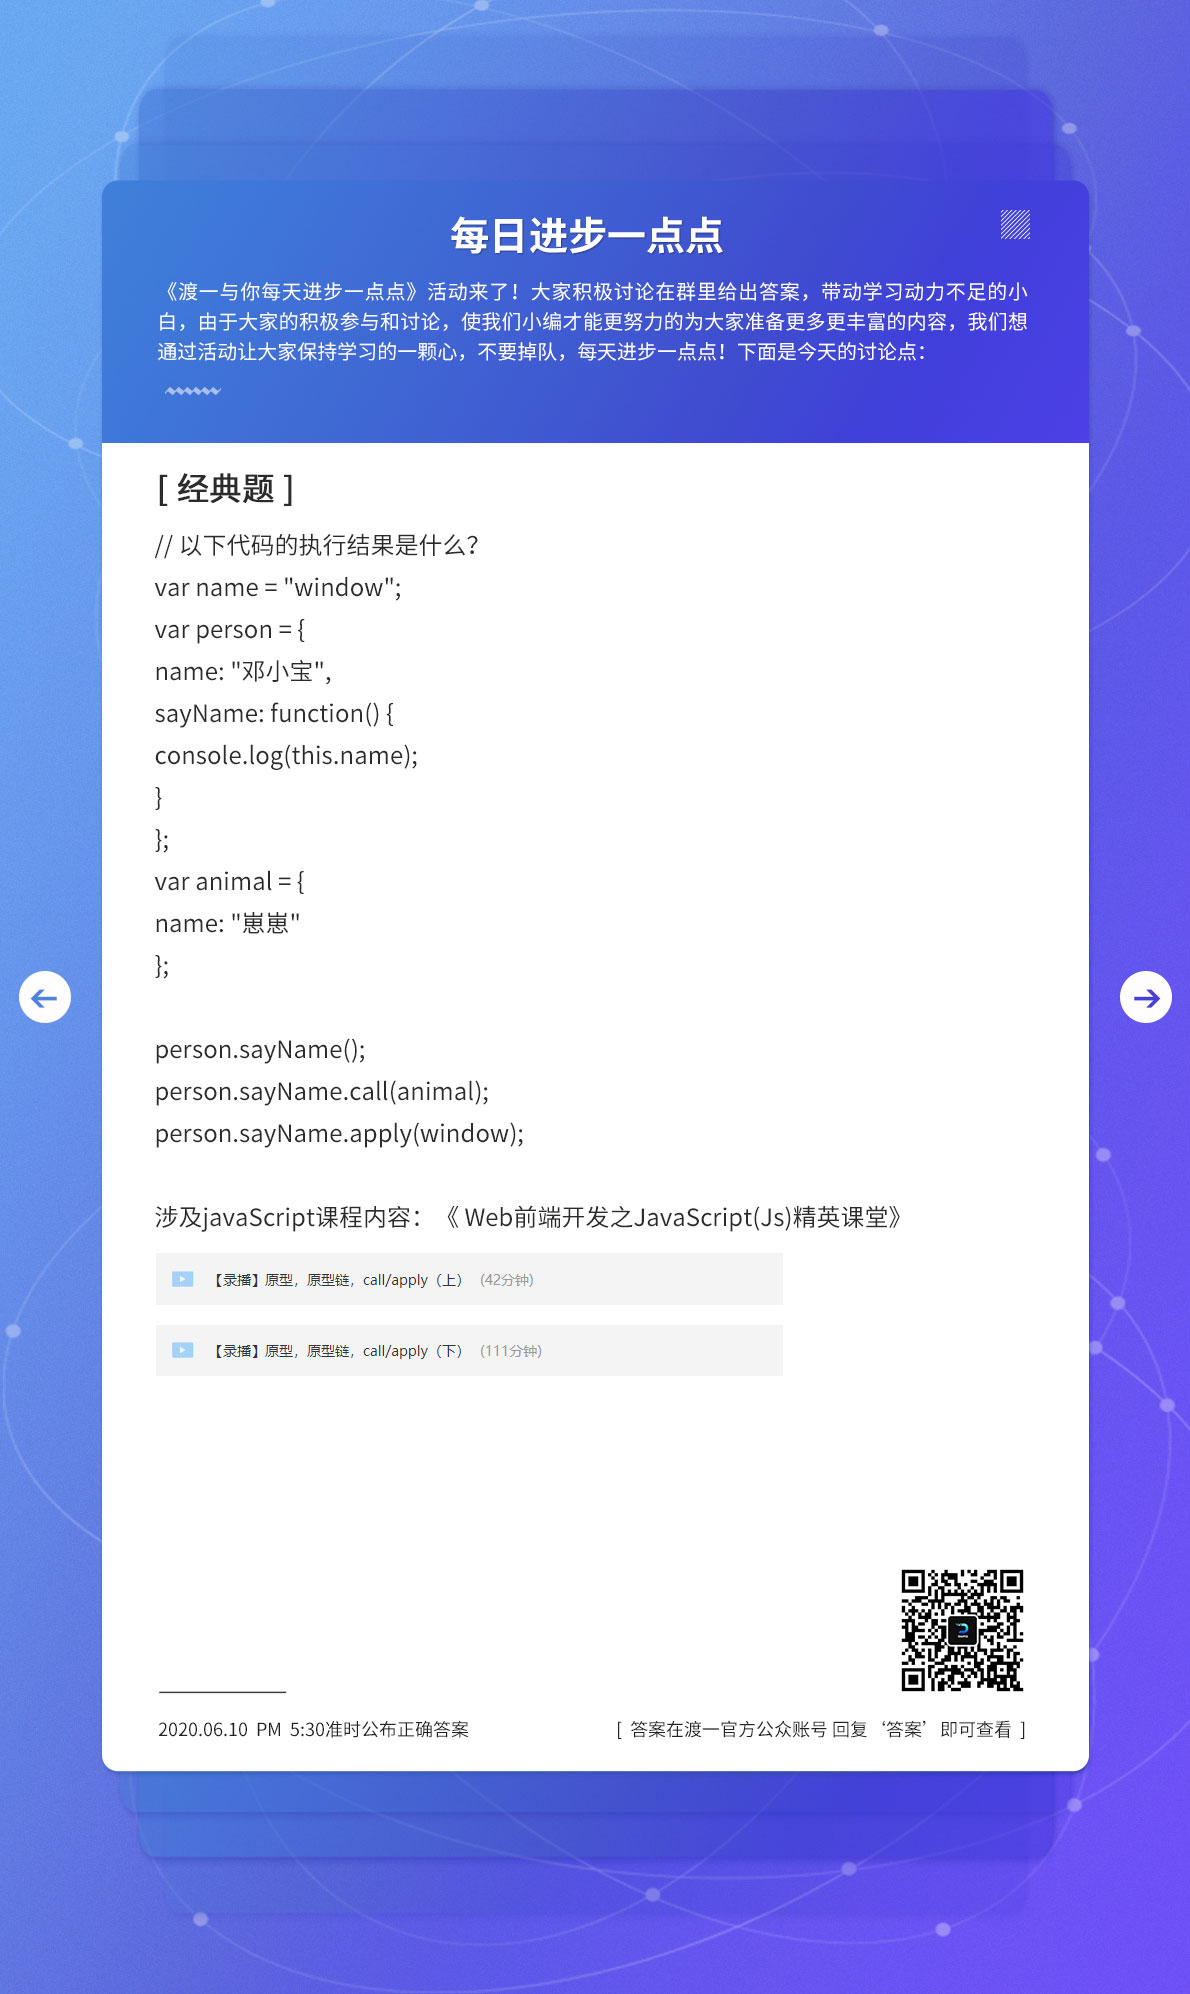 每日进步一点点
《渡一与你每天进步一点点》活动来了！大家积极讨论在群里给出答案，带动学习动力不足的小
白，由于大家的积极参与和讨论，使我们小编才能更努力的为大家准备更多更丰富的内容，我们想
通过活动让大家保持学习的一颗心，不要掉队，每天进步一点点！下面是今天的讨论点：
[ 经典题 ]
// 以下代码的执行结果是什么？
var name = "window";
var person = {
name: "邓小宝",
sayName: function() {
console.log(this.name);
}
};
var animal = {
name: "崽崽"
};
person.sayName();
person.sayName.call(animal);
person.sayName.apply(window);
涉及javaScript课程内容：《 Web前端开发之JavaScript(Js)精英课堂》
【录播】原型，原型链，call/apply（上） (42分钟)
【录播】原型，原型链，call/apply（下） (111分钟)
2020.06.10 PM 5:30准时公布正确答案
[ 答案在渡一官方公众账号 回复 ‘答案’ 即可查看 ]